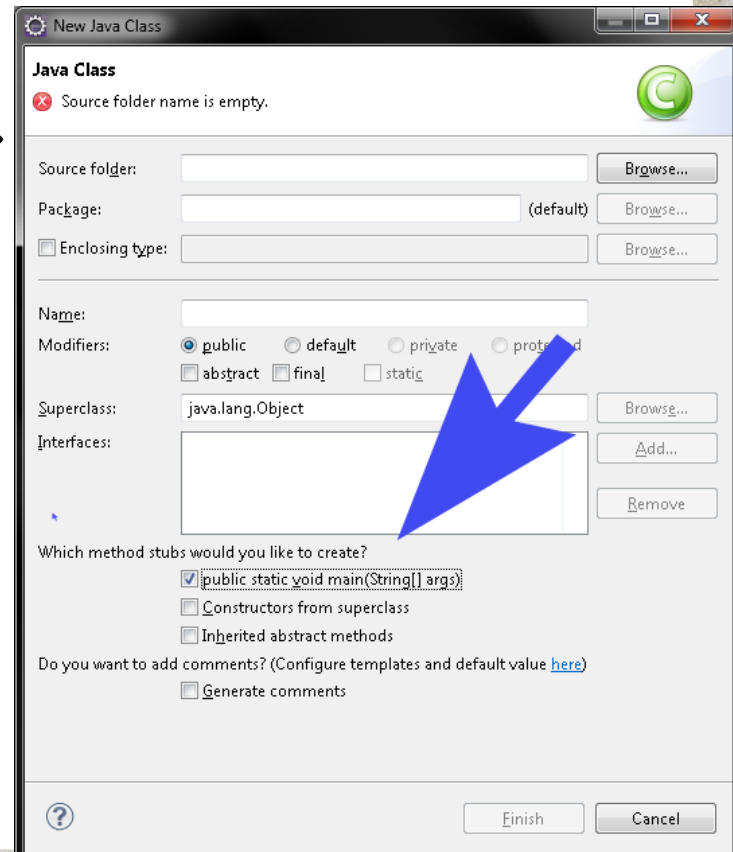 New Java Class
Java Class
Source folder name is empty.
Source folder: Browse...
Package: (default) Browse...
Enclosing type: Browse...
Name:
Modifiers: public default private
abstract final static
Superclass: java.lang.Object Browse...
Interfaces: Add...
Remove
Which method stubs would you like to create?
public static void main(String[] args)
Constructors from superclass
Inherited abstract methods
Do you want to add comments? (Configure templates and default value here)
Generate comments
? Finish Cancel